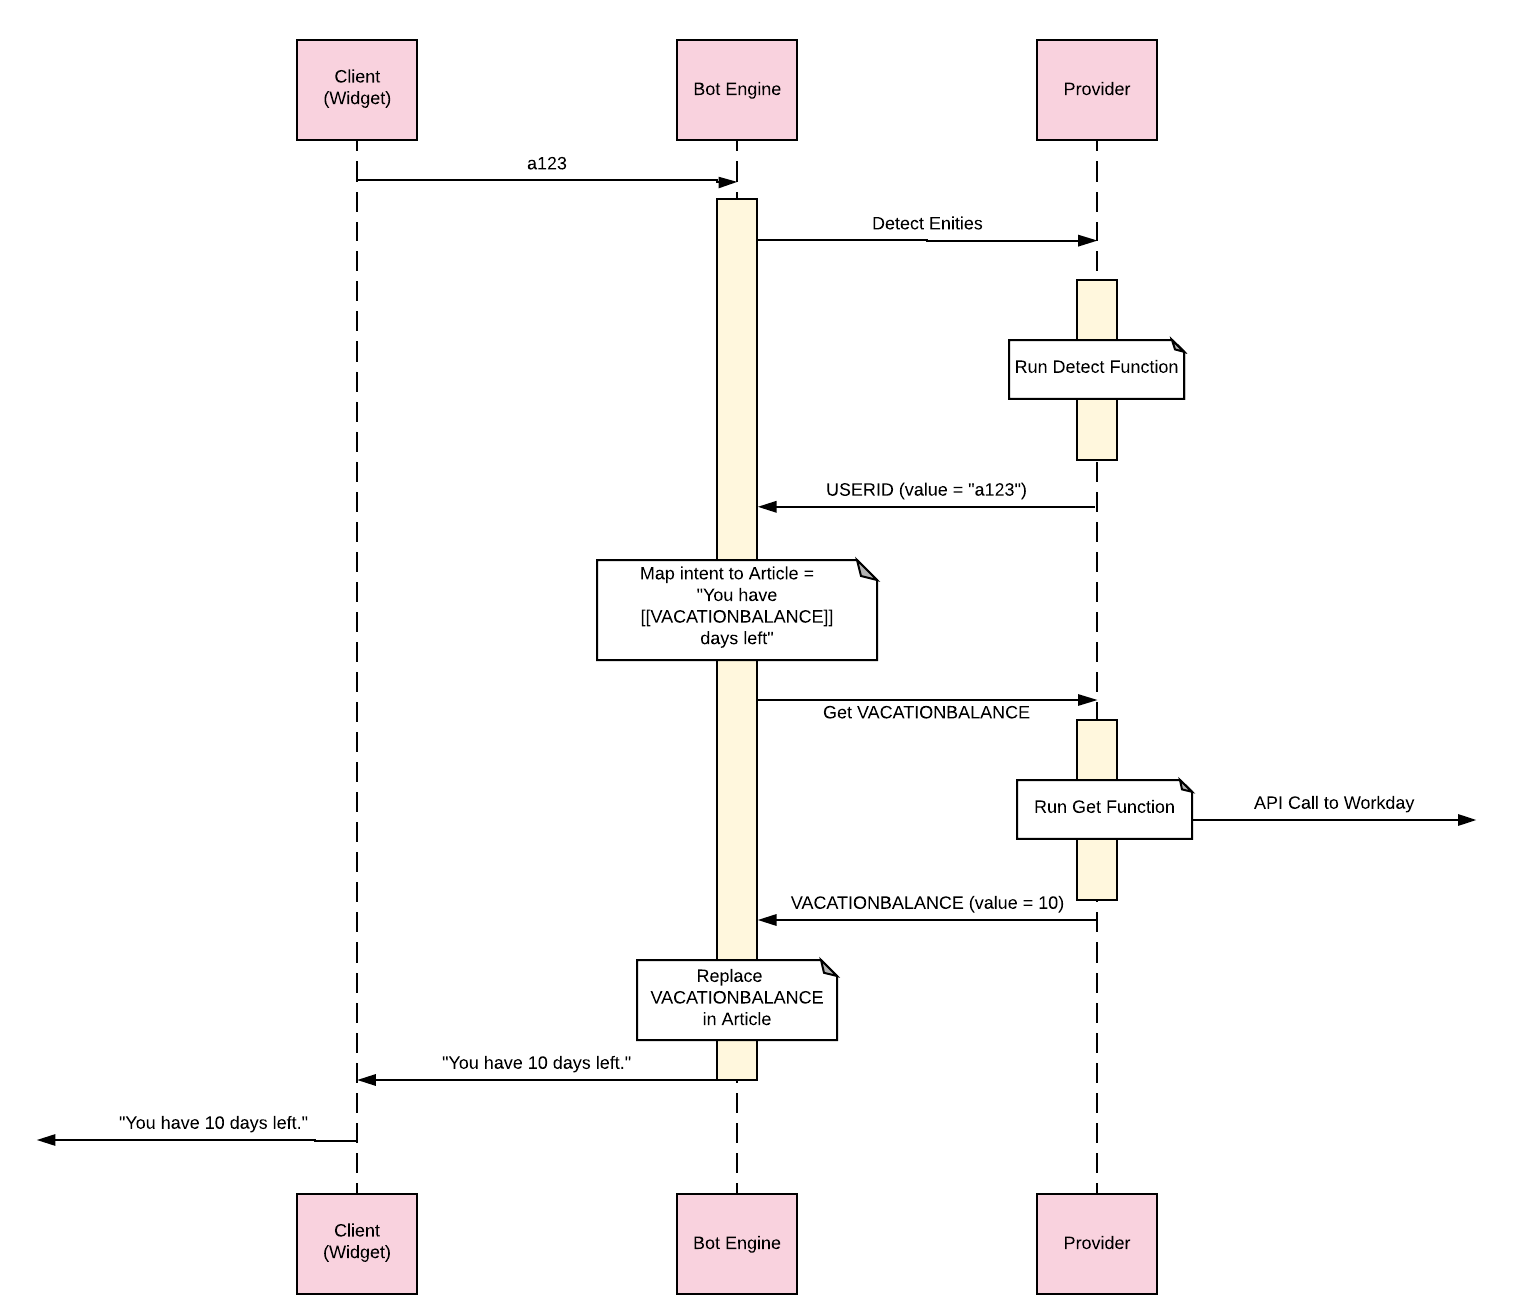 Client
(Widget)
Bot Engine
Provider
a123
Detect Enities
Run Detect Function
USERID (value = "a123")
Map intent to Article =
"You have
[[VACATIONBALANCE]]
days left"
Get VACATIONBALANCE
Run Get Function
API Call to Workday
VACATIONBALANCE (value = 10)
Replace
VACATIONBALANCE
in Article
"You have 10 days left."
"You have 10 days left."
Client
(Widget)
Bot Engine
Provider